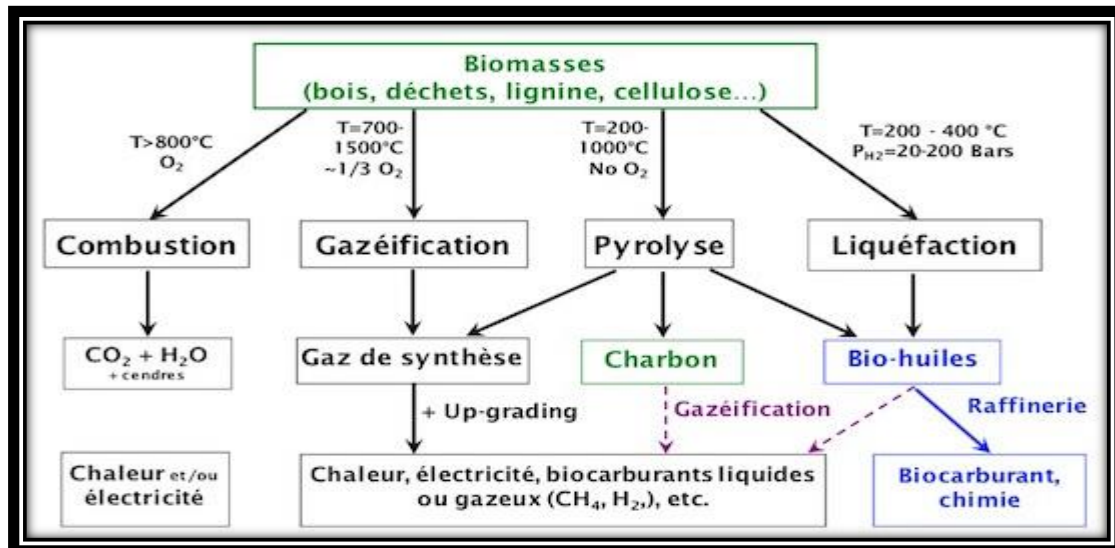 Biomasses
(bois, déchets, lignine, cellulose...)
T>800°C
O₂
T=700-
1500°C
~1/3 O₂
T=200-
1000°C
No O₂
T=200 - 400 °C
P_H2=20-200 Bars
Combustion
Gazéification
Pyrolyse
Liquéfaction
CO₂ + H₂O
+ cendres
Gaz de synthèse
Charbon
Bio-huiles
+ Up-grading
Gazéification
Raffinerie
Chaleur et/ou
électricité
Chaleur, électricité, biocarburants liquides
ou gazeux (CH₄, H₂,), etc.
Biocarburant,
chimie